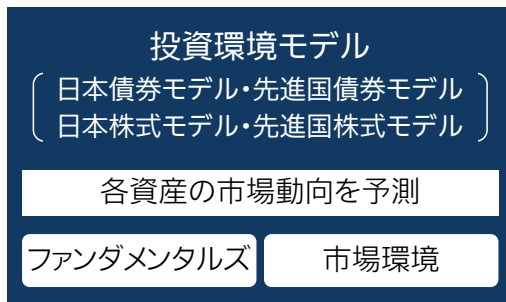 投資環境モデル
日本債券モデル・先進国債券モデル
日本株式モデル・先進国株式モデル
各資産の市場動向を予測
ファンダメンタルズ
市場環境